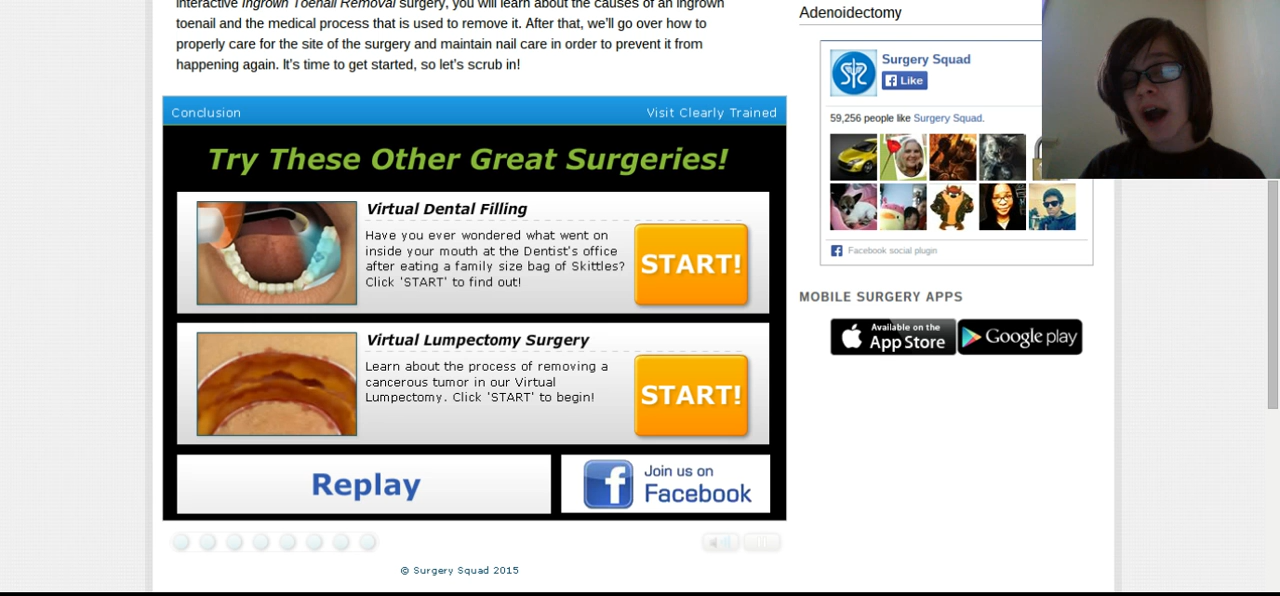 interactive Ingrown Toenail Removal surgery, you will learn about the causes of an ingrown
toenail and the medical process that is used to remove it. After that, we'll go over how to
properly care for the site of the surgery and maintain nail care in order to prevent it from
happening again. It's time to get started, so let's scrub in!
Conclusion
Visit Clearly Trained
Try These Other Great Surgeries!
Virtual Dental Filling
Have you ever wondered what went on
inside your mouth at the Dentist's office
after eating a family size bag of Skittles?
Click 'START' to find out!
START!
Virtual Lumpectomy Surgery
Learn about the process of removing a
cancerous tumor in our Virtual
Lumpectomy. Click 'START' to begin!
START!
Replay
Join us on
Facebook
© Surgery Squad 2015
Adenoidectomy
Surgery Squad
Like
59,256 people like Surgery Squad.
Facebook social plugin
MOBILE SURGERY APPS
Available on the
App Store
Google play